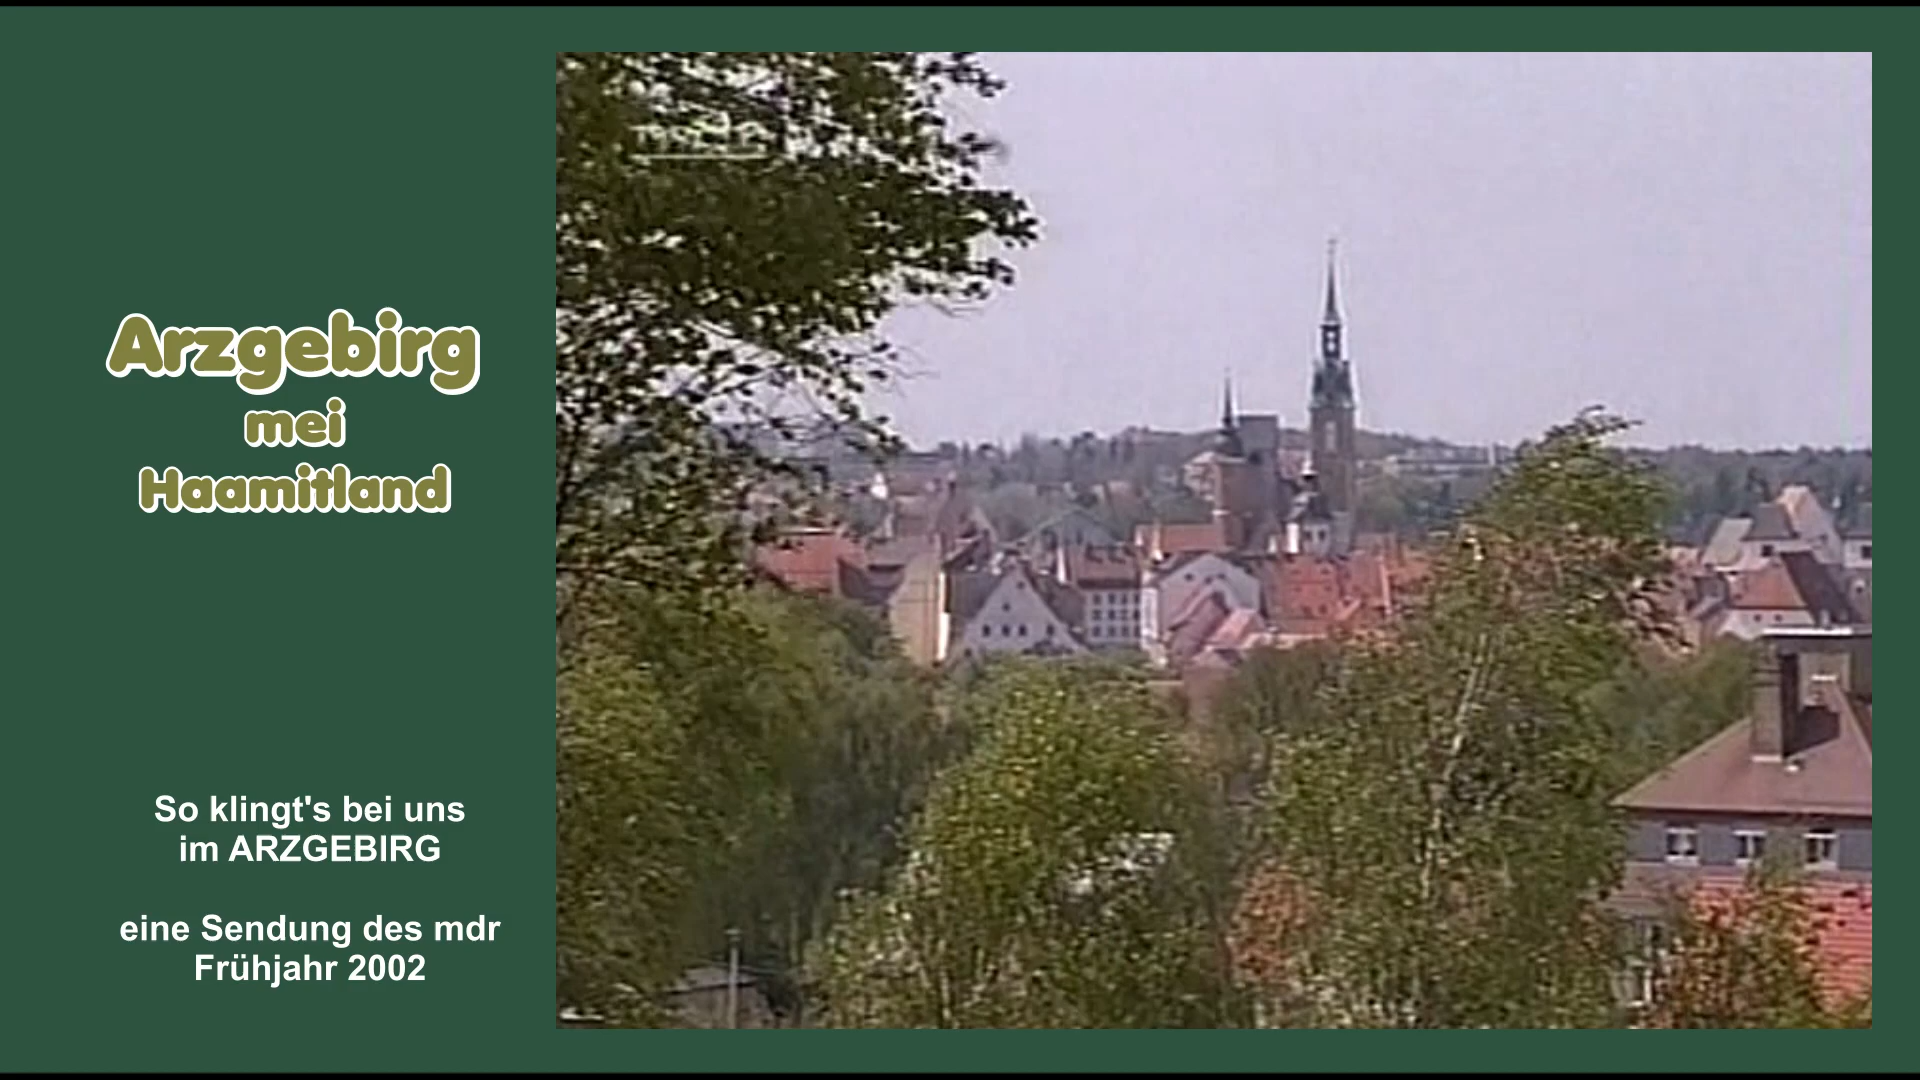 Arzgebirg
mei
Haamitland
So klingt's bei uns
im ARZGEBIRG
eine Sendung des mdr
Frühjahr 2002